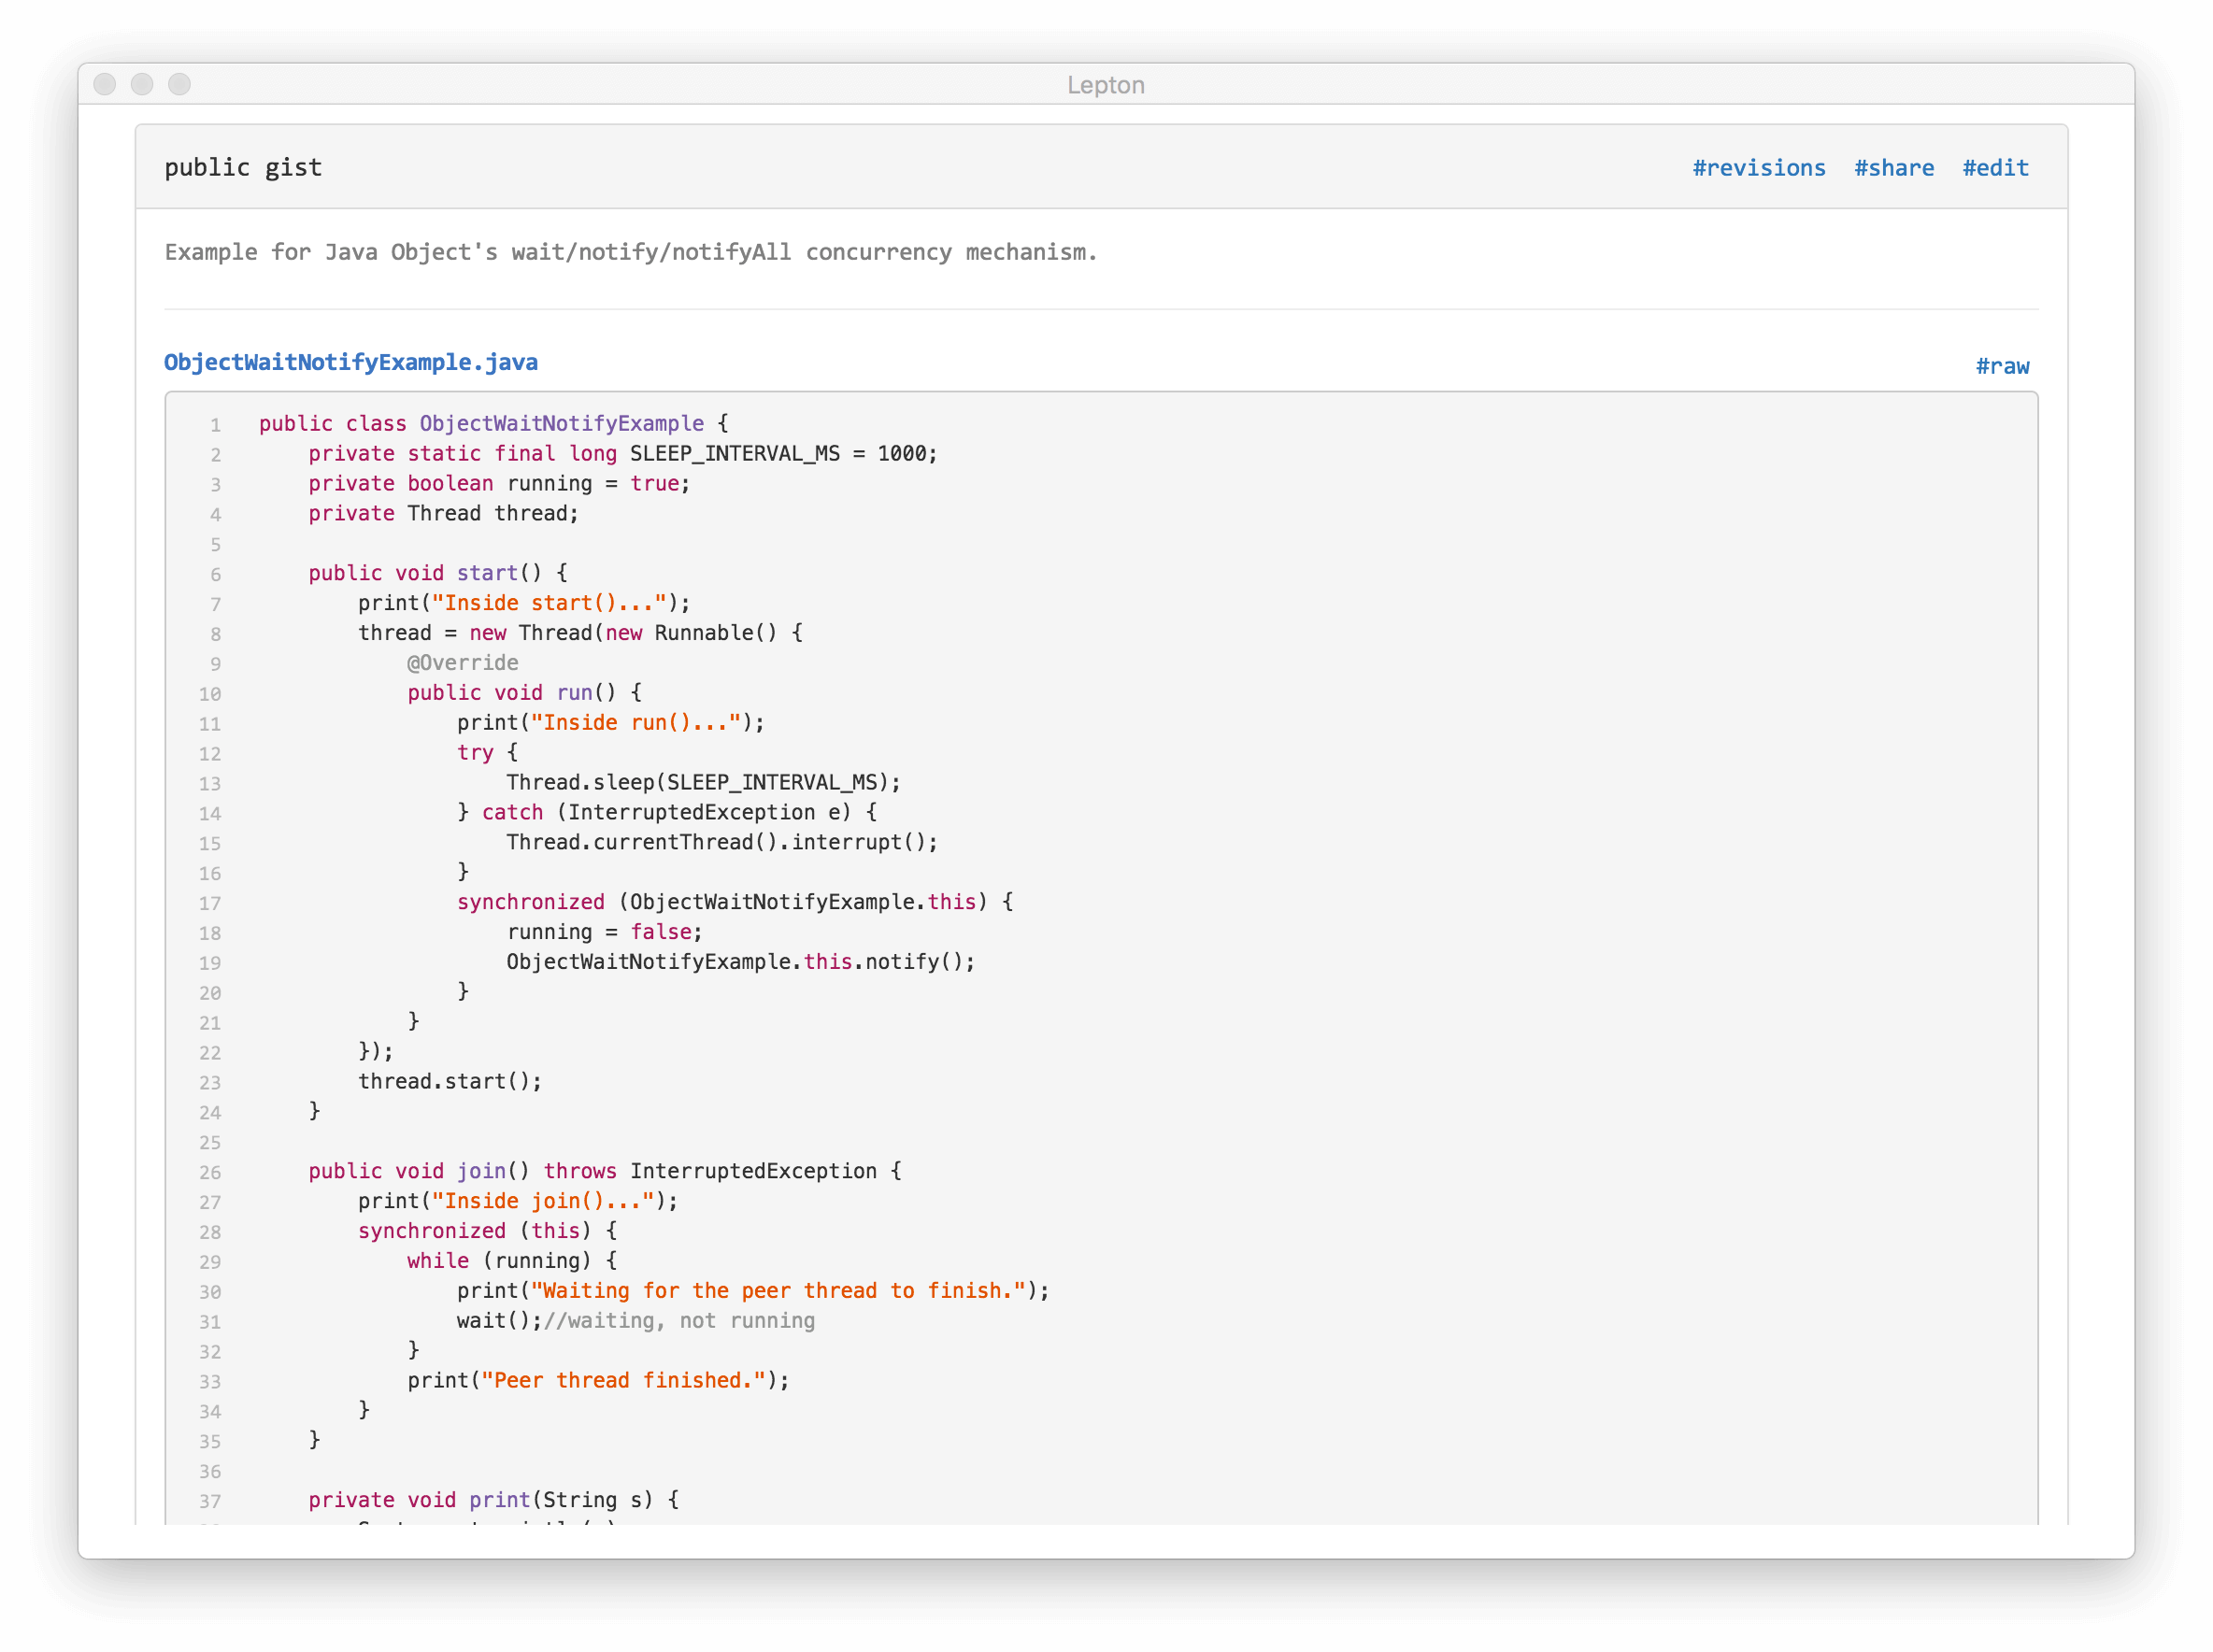 Lepton
public gist #revisions #share #edit
Example for Java Object's wait/notify/notifyAll concurrency mechanism.
ObjectWaitNotifyExample.java #raw
1 public class ObjectWaitNotifyExample {
2     private static final long SLEEP_INTERVAL_MS = 1000;
3     private boolean running = true;
4     private Thread thread;
5
6     public void start() {
7         print("Inside start()...");
8         thread = new Thread(new Runnable() {
9             @Override
10             public void run() {
11                 print("Inside run()...");
12                 try {
13                     Thread.sleep(SLEEP_INTERVAL_MS);
14                 } catch (InterruptedException e) {
15                     Thread.currentThread().interrupt();
16                 }
17                 synchronized (ObjectWaitNotifyExample.this) {
18                     running = false;
19                     ObjectWaitNotifyExample.this.notify();
20                 }
21             }
22         });
23         thread.start();
24     }
25
26     public void join() throws InterruptedException {
27         print("Inside join()...");
28         synchronized (this) {
29             while (running) {
30                 print("Waiting for the peer thread to finish.");
31                 wait();//waiting, not running
32             }
33             print("Peer thread finished.");
34         }
35     }
36
37     private void print(String s) {